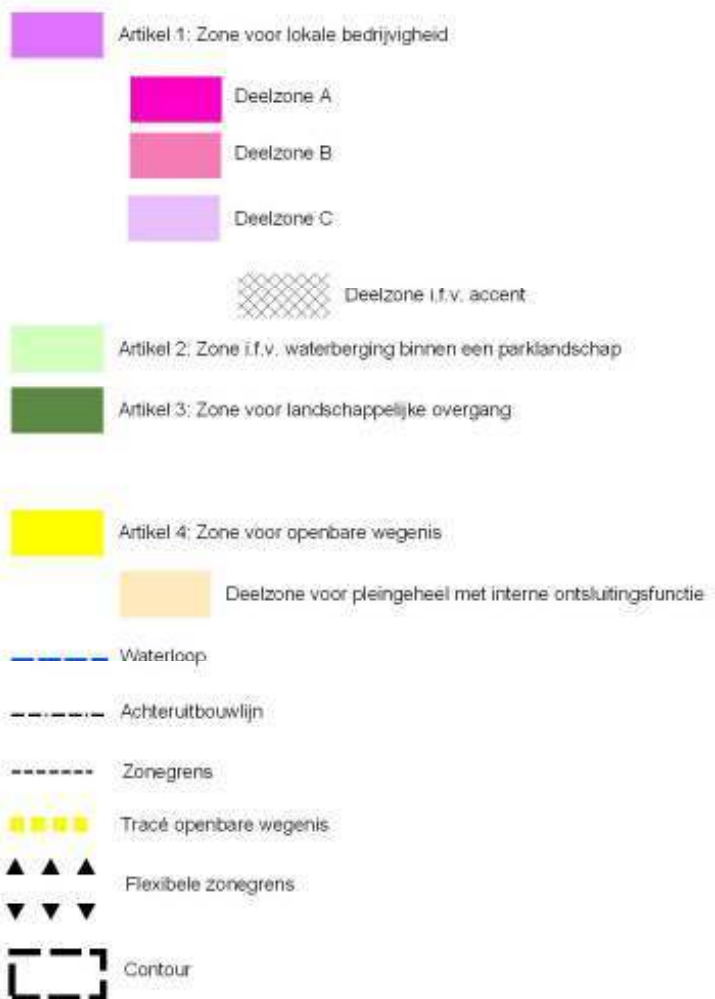 Artikel 1: Zone voor lokale bedrijvigheid
Deelzone A
Deelzone B
Deelzone C
Deelzone i.f.v. accent
Artikel 2: Zone i.f.v. waterberging binnen een parklandschap
Artikel 3: Zone voor landschappelijke overgang
Artikel 4: Zone voor openbare wegenis
Deelzone voor pleingeheel met interne ontsluitingsfunctie
Waterloop
Achteruitbouwlijn
Zonegrens
Tracé openbare wegenis
Flexibele zonegrens
Contour